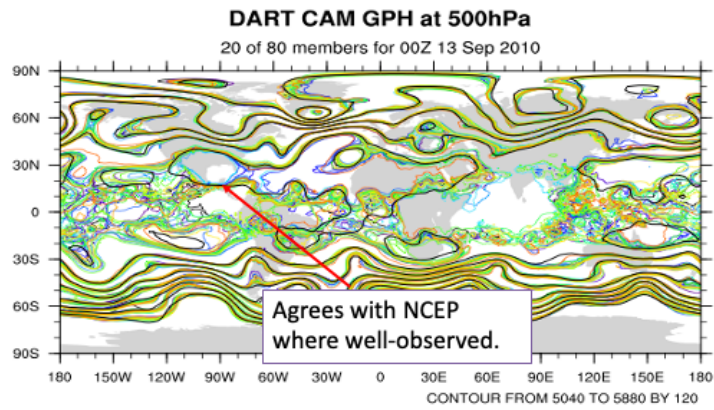 DART CAM GPH at 500hPa
20 of 80 members for 00Z 13 Sep 2010
90N
60N
30N
0
30S
60S
90S
Agrees with NCEP
where well-observed.
180 150W 120W 90W 60W 30W 0 30E 60E 90E 120E 150E 180
CONTOUR FROM 5040 TO 5880 BY 120